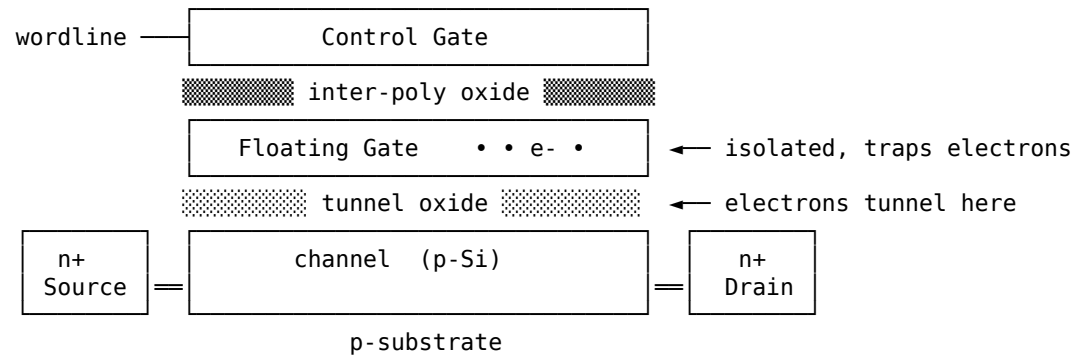 wordline Control Gate
inter-poly oxide
Floating Gate • • e- • isolated, traps electrons
tunnel oxide electrons tunnel here
n+ channel (p-Si) n+
Source Drain
p-substrate